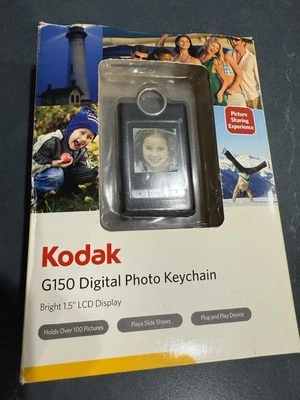 Picture
Sharing
Experience
Kodak
G150 Digital Photo Keychain
Bright 1.5" LCD Display
Holds Over 100 Pictures
Plays Slide Shows
Plug and Play Device